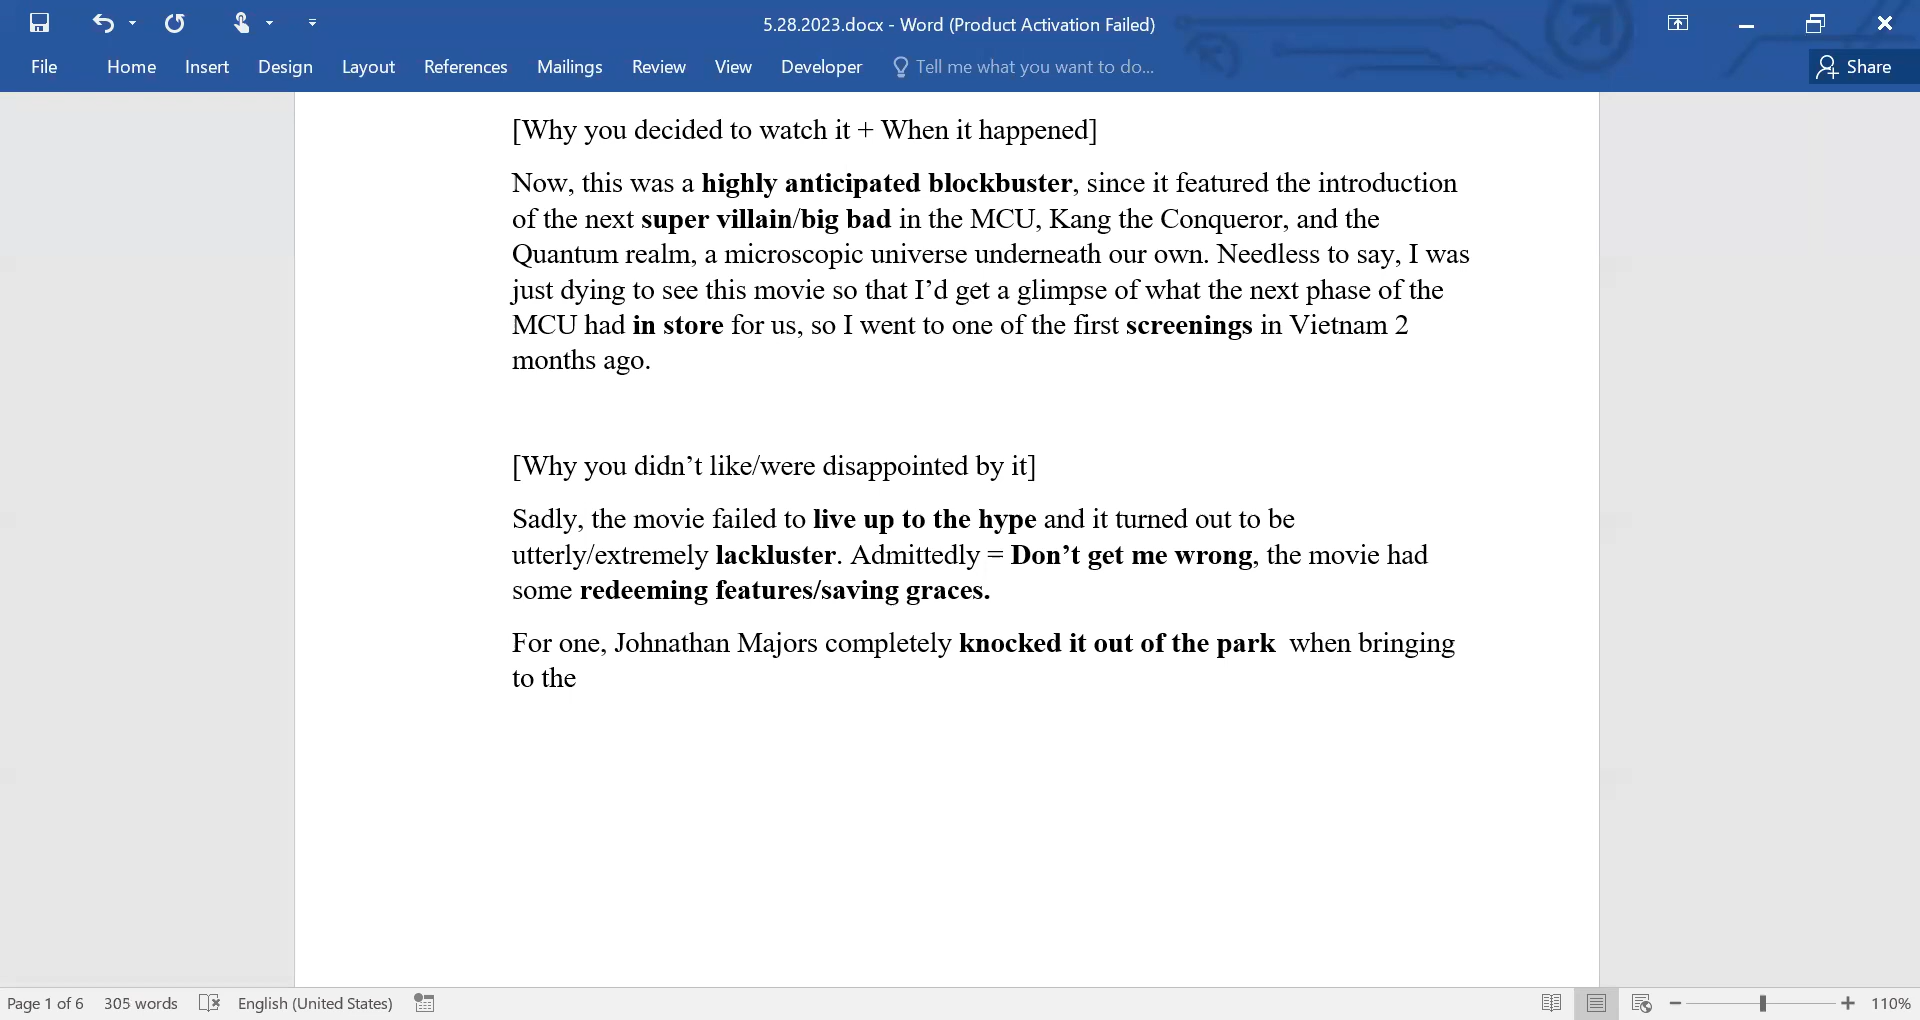 5.28.2023.docx - Word (Product Activation Failed)
File Home Insert Design Layout References Mailings Review View Developer Tell me what you want to do... Share
[Why you decided to watch it + When it happened]
Now, this was a highly anticipated blockbuster, since it featured the introduction
of the next super villain/big bad in the MCU, Kang the Conqueror, and the
Quantum realm, a microscopic universe underneath our own. Needless to say, I was
just dying to see this movie so that I’d get a glimpse of what the next phase of the
MCU had in store for us, so I went to one of the first screenings in Vietnam 2
months ago.
[Why you didn’t like/were disappointed by it]
Sadly, the movie failed to live up to the hype and it turned out to be
utterly/extremely lackluster. Admittedly = Don’t get me wrong, the movie had
some redeeming features/saving graces.
For one, Johnathan Majors completely knocked it out of the park when bringing
to the
Page 1 of 6 305 words English (United States) 110%